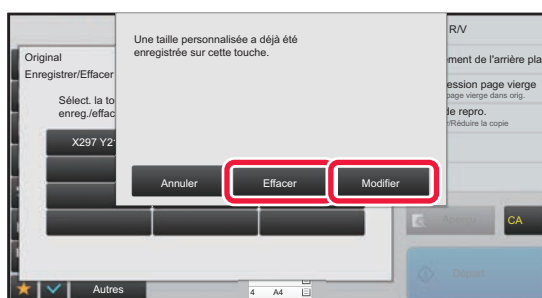 Une taille personnalisée a déjà été
enregistrée sur cette touche.
Annuler
Effacer
Modifier
Original
Enregistrer/Effacer
Sélect. la to
enreg./effac
X297 Y2
Autres
4 A4
R/V
ment de l'arrière pla
ession page vierge
page vierge dans orig.
de repro.
r/Réduire la copie
CA
Départ